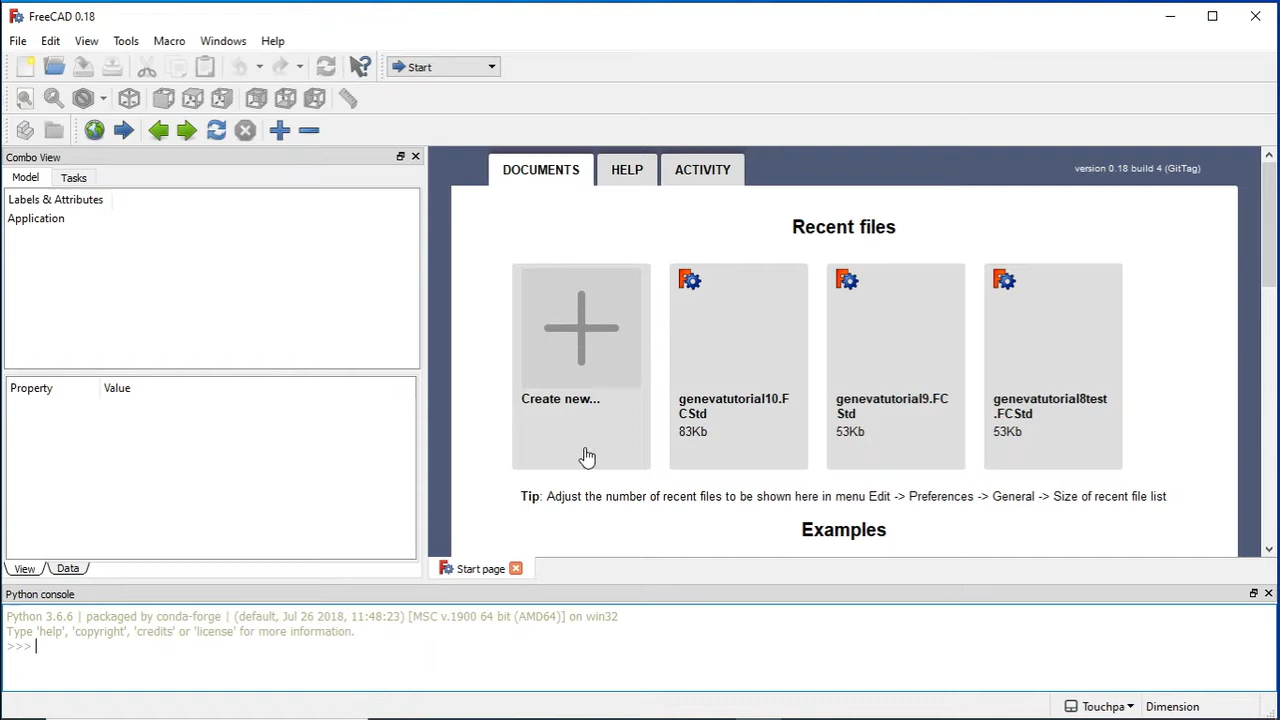 FreeCAD 0.18
File Edit View Tools Macro Windows Help
Start
Combo View
Model Tasks
Labels & Attributes
Application
Property Value
View Data
DOCUMENTS HELP ACTIVITY
version 0.18 build 4 (GitTag)
Recent files
Create new...
genevatutorial10.F
CStd
83Kb
genevatutorial9.FC
Std
53Kb
genevatutorial8test
.FCStd
53Kb
Tip: Adjust the number of recent files to be shown here in menu Edit -> Preferences -> General -> Size of recent file list
Examples
Start page
Python console
Python 3.6.6 | packaged by conda-forge | (default, Jul 26 2018, 11:48:23) [MSC v.1900 64 bit (AMD64)] on win32
Type 'help', 'copyright', 'credits' or 'license' for more information.
>>>
Touchpa Dimension